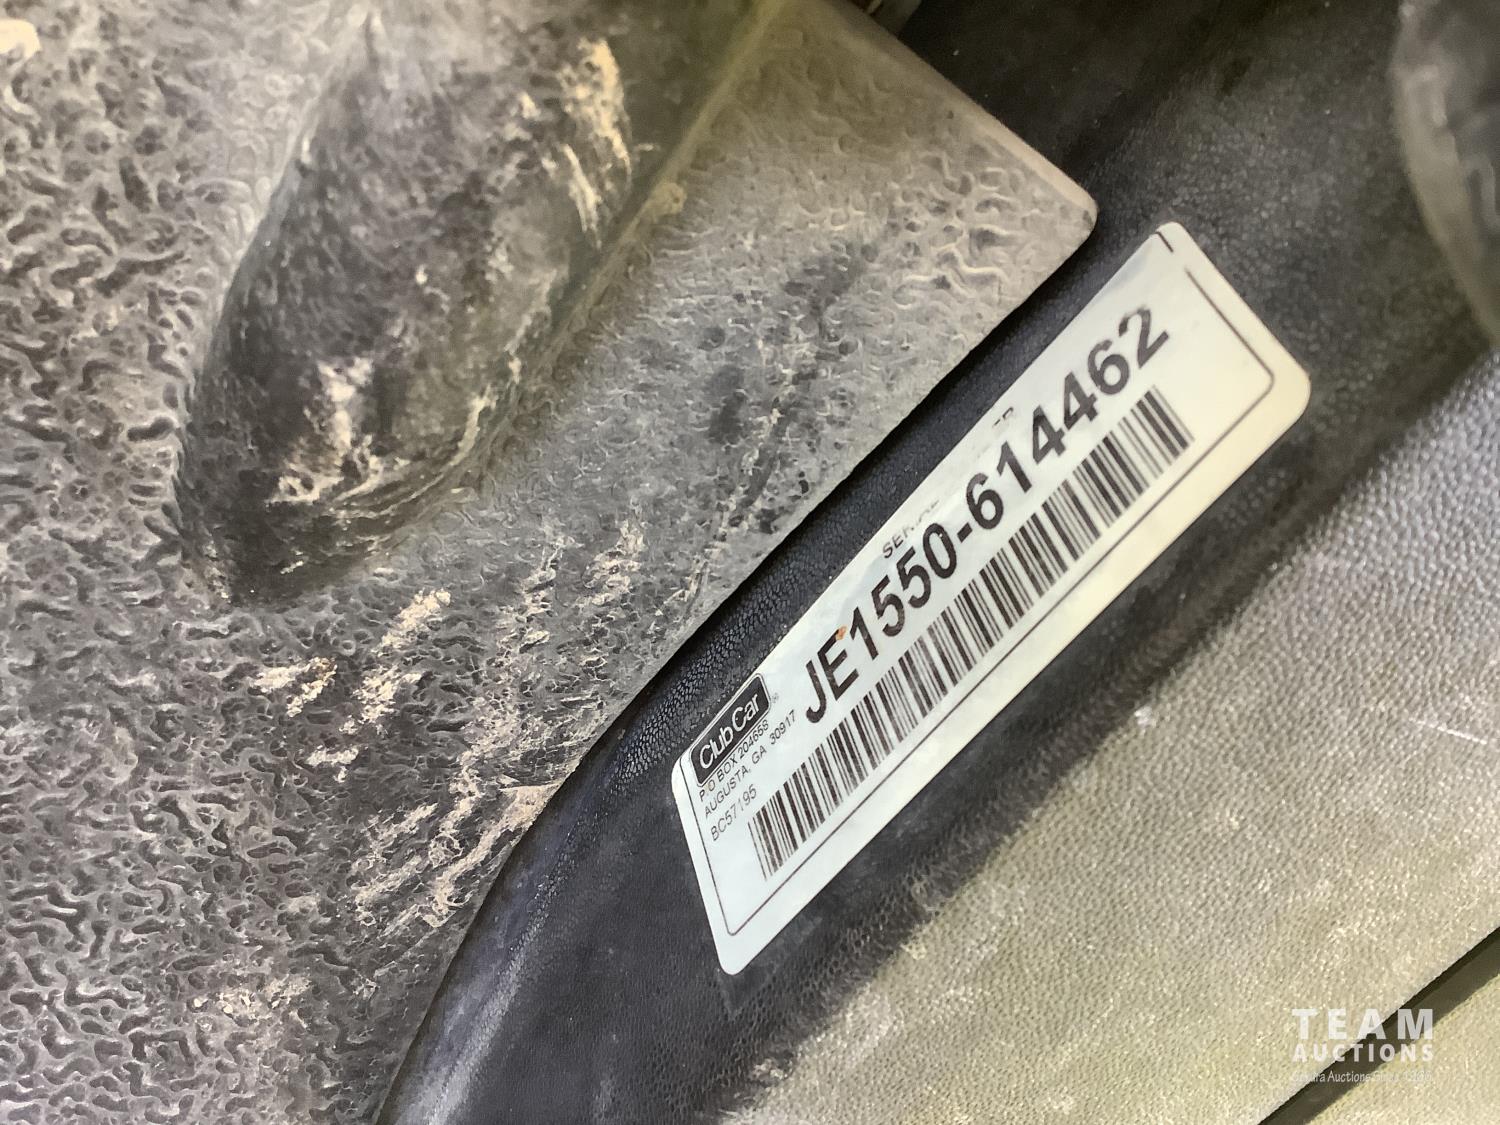 Club Car
P O BOX 204658
AUGUSTA, GA 30917
BC57195
JE1550-614462
TEAM
AUCTIONS